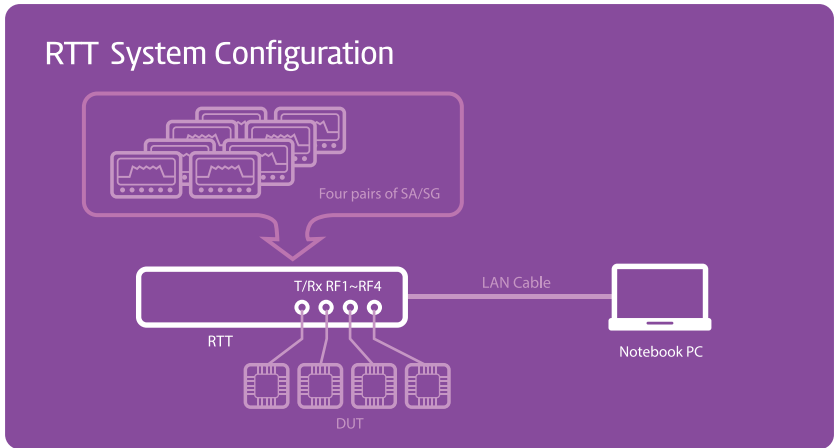 RTT System Configuration
Four pairs of SA/SG
T/Rx RF1~RF4
LAN Cable
RTT
Notebook PC
DUT